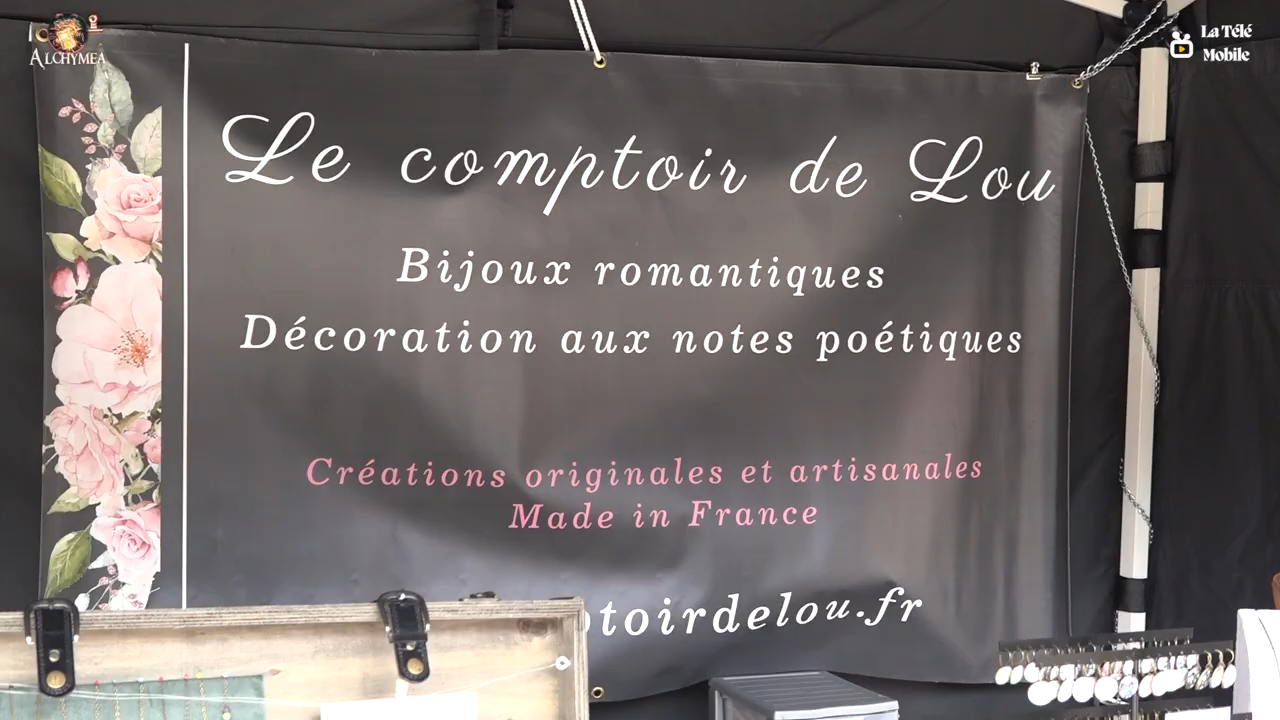 ALCHYMEA
La Télé
Mobile
Le comptoir de Lou
Bijoux romantiques
Décoration aux notes poétiques
Créations originales et artisanales
Made in France
ptoirdelou.fr